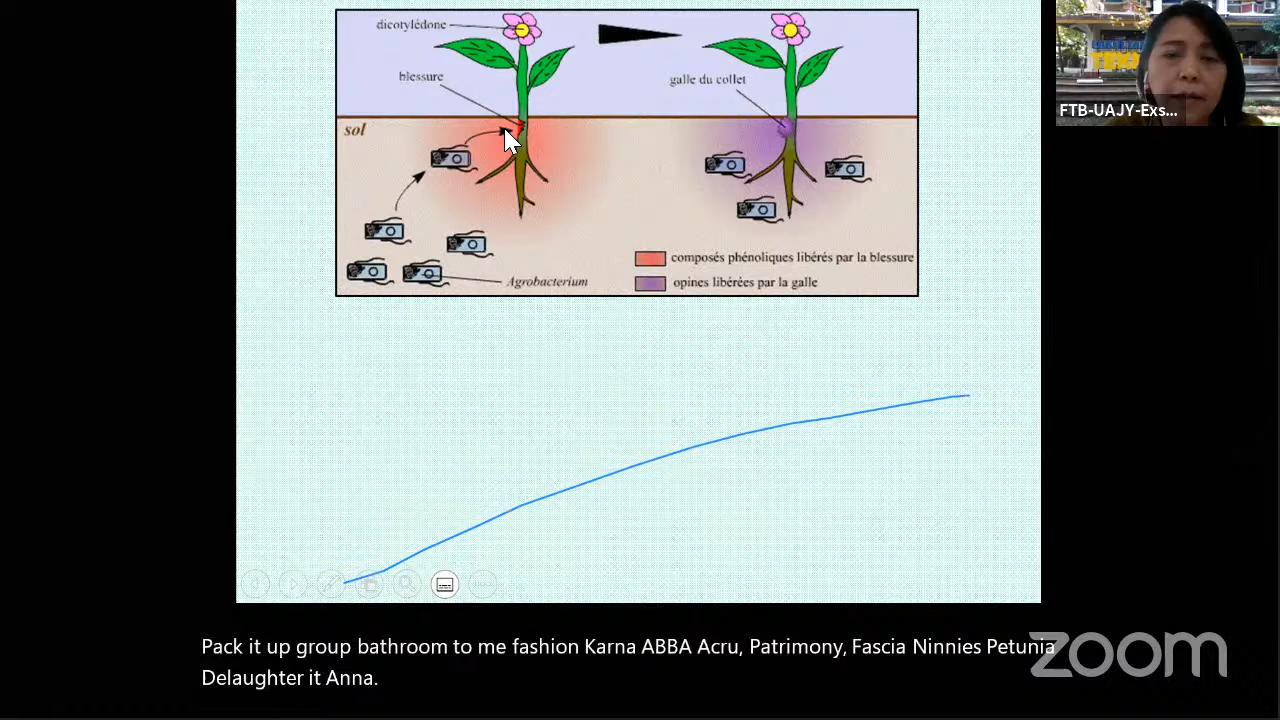 dicotylédone
blessure
galle du collet
FTB-UAJY-Exs...
sol
composés phénoliques libérés par la blessure
Agrobacterium
opines libérées par la galle
Pack it up group bathroom to me fashion Karna ABBA Acru, Patrimony, Fascia Ninnies Petunia
Delaughter it Anna.
zoom